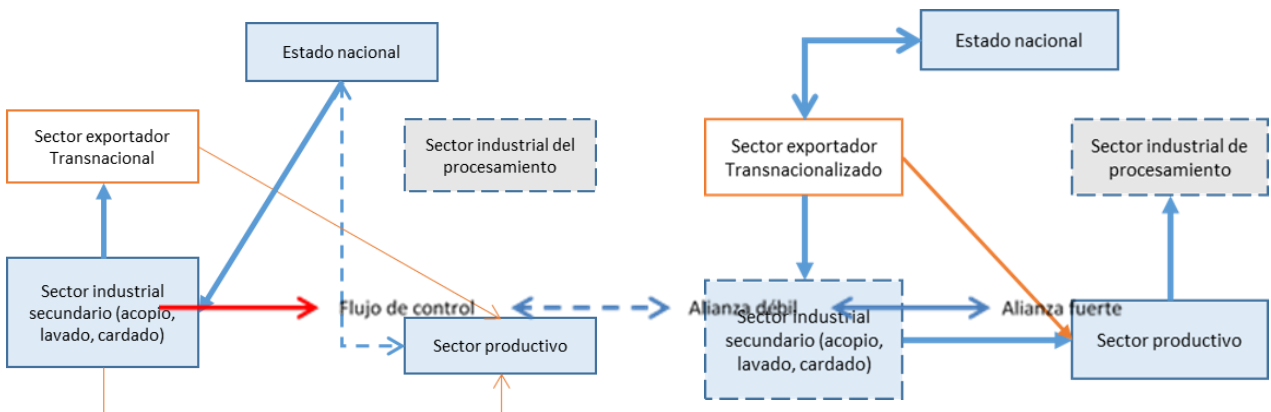 Estado nacional
Sector exportador
Transnacional
Sector industrial del
procesamiento
Sector industrial
secundario (acopio,
lavado, cardado)
Sector productivo
Flujo de control
Alianza débil
Alianza fuerte
Estado nacional
Sector exportador
Transnacionalizado
Sector industrial de
procesamiento
Sector industrial
secundario (acopio,
lavado, cardado)
Sector productivo